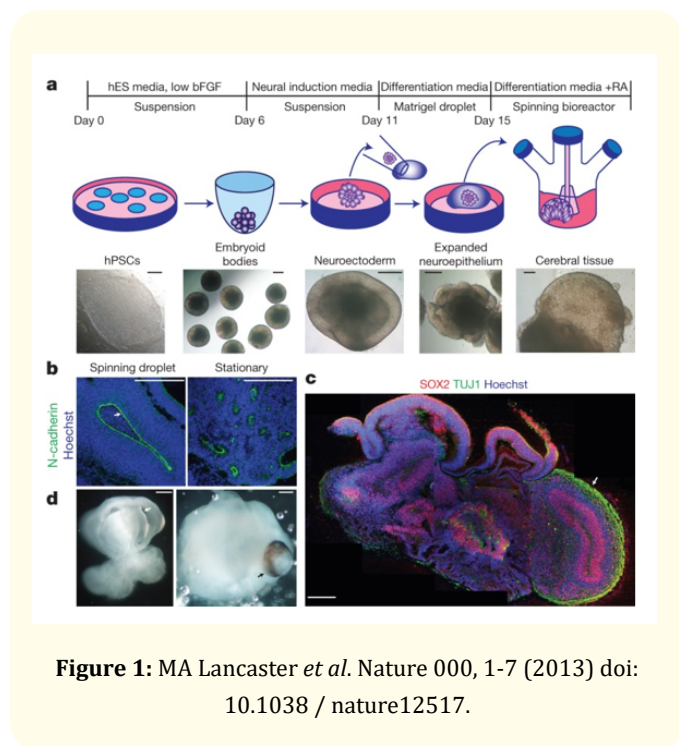 a
hES media, low bFGF Neural induction media Differentiation media Differentiation media +RA
Suspension Suspension Matrigel droplet Spinning bioreactor
Day 0 Day 6 Day 11 Day 15
hPSCs Embryoid bodies Neuroectoderm Expanded neuroepithelium Cerebral tissue
b
Spinning droplet Stationary
N-cadherin
Hoechst
c
SOX2 TUJ1 Hoechst
d
Figure 1: MA Lancaster et al. Nature 000, 1-7 (2013) doi:
10.1038 / nature12517.